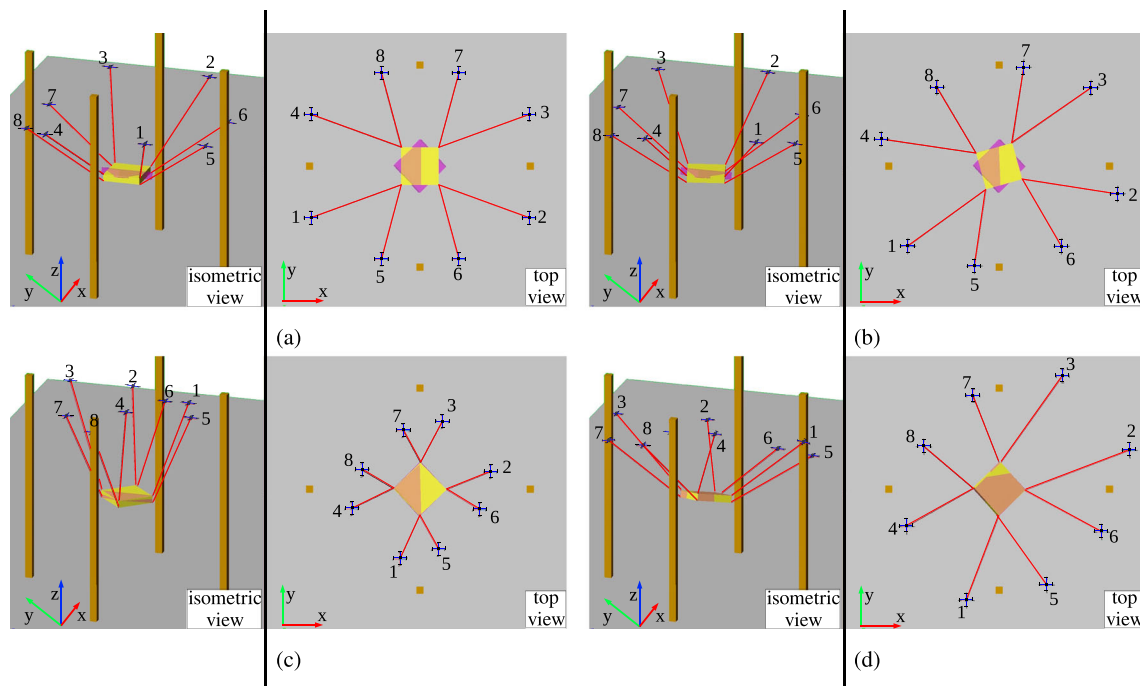 3 2 7 6 8 4 1 5
z y x
isometric
view
8 7
4 3
1 2
5 6
y x
top
view
(a)
3 2 7 6 8 4 1 5
z y x
isometric
view
7
8 3
4
2
1 6
5
y x
top
view
(b)
3 2 6 1
7 8 4 5
z y x
isometric
view
3
7
8 2
4 6
1 5
y x
top
view
(c)
3 2
7 8 4 6 1 5
z y x
isometric
view
3
7
8 2
4 6
1 5
y x
top
view
(d)